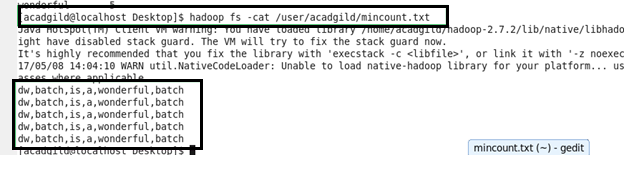 wonderful 5
[acadgild@localhost Desktop]$ hadoop fs -cat /user/acadgild/mincount.txt
Java HotSpot(TM) Client VM warning: You have loaded library /home/acadgild/hadoop-2.7.2/lib/native/libhado
ight have disabled stack guard. The VM will try to fix the stack guard now.
It's highly recommended that you fix the library with 'execstack -c <libfile>', or link it with '-z noexec
17/05/08 14:04:10 WARN util.NativeCodeLoader: Unable to load native-hadoop library for your platform... us
asses where applicable
dw,batch,is,a,wonderful,batch
dw,batch,is,a,wonderful,batch
dw,batch,is,a,wonderful,batch
dw,batch,is,a,wonderful,batch
dw,batch,is,a,wonderful,batch
[acadgild@localhost Desktop]$
mincount.txt (~) - gedit